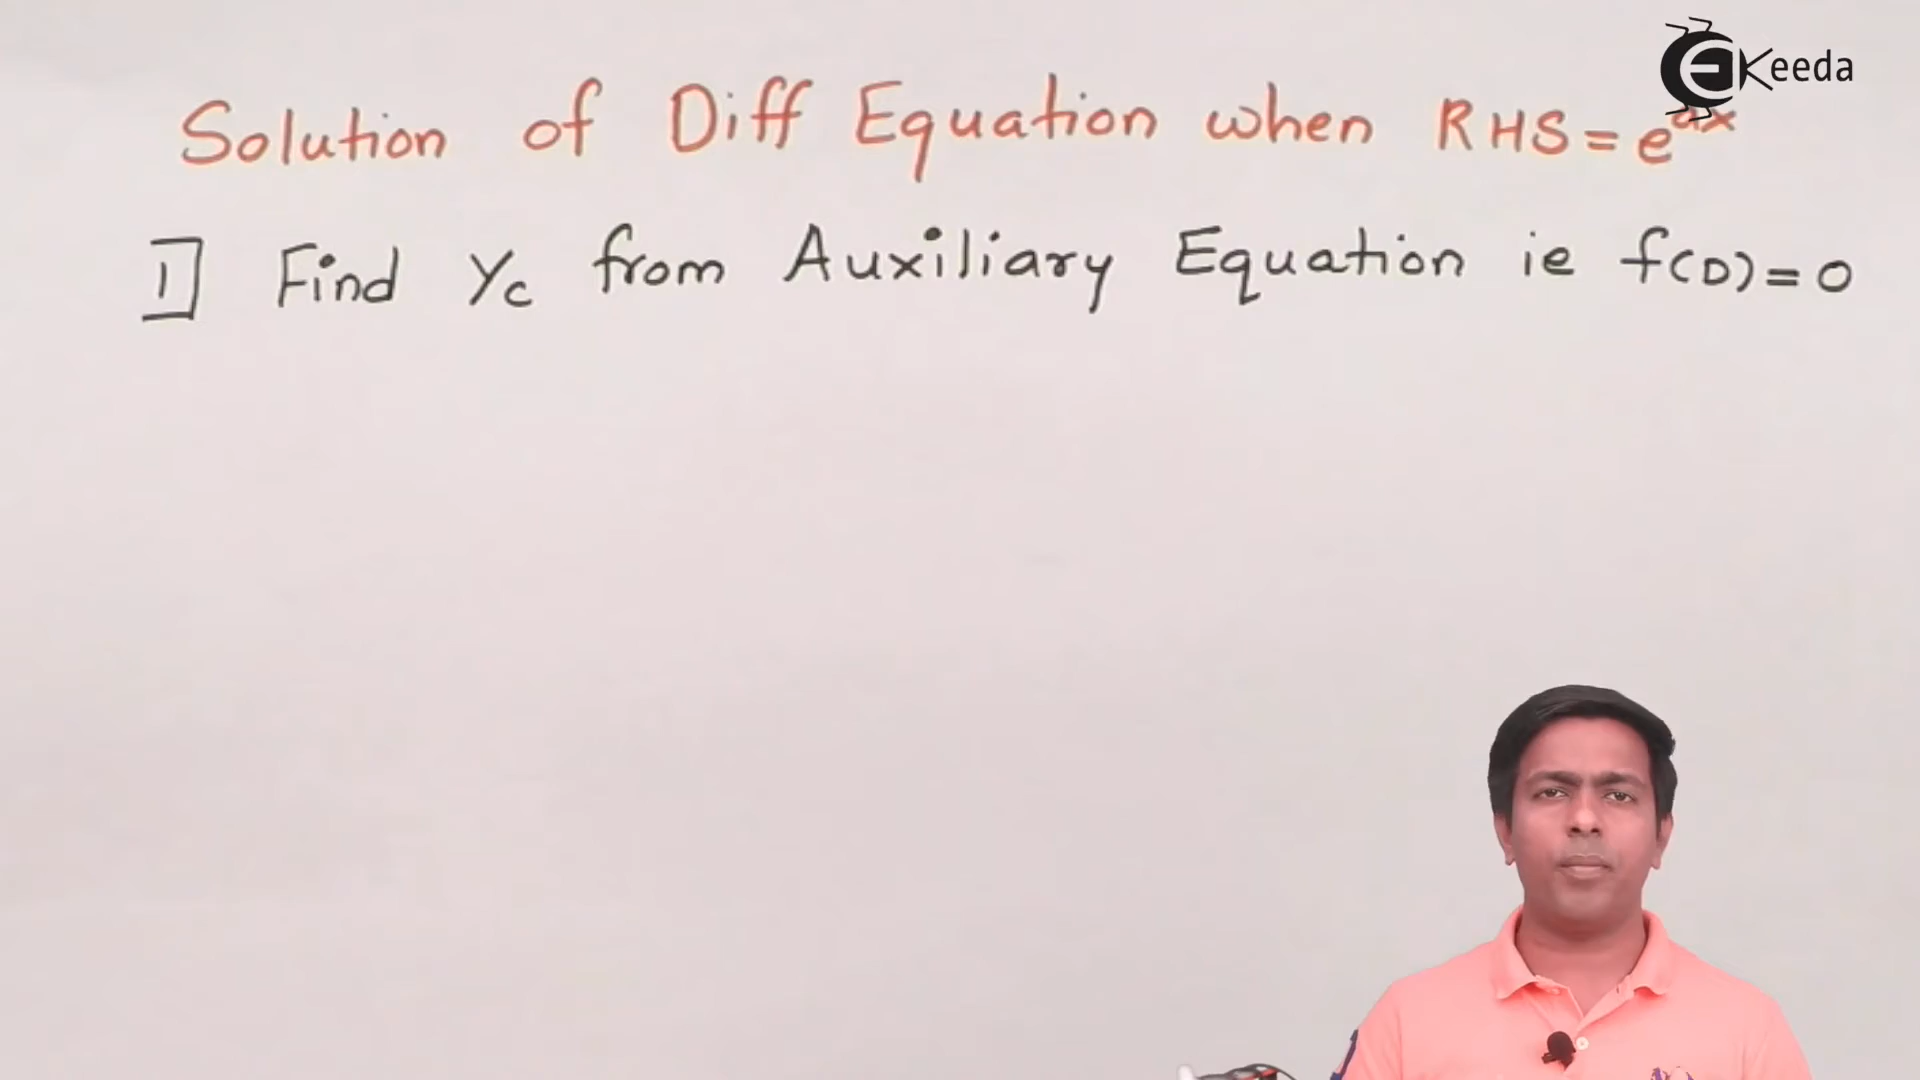 EKeeda
Solution of Diff Equation when RHS = e^ax
1] Find Yc from Auxiliary Equation ie f(D) = 0